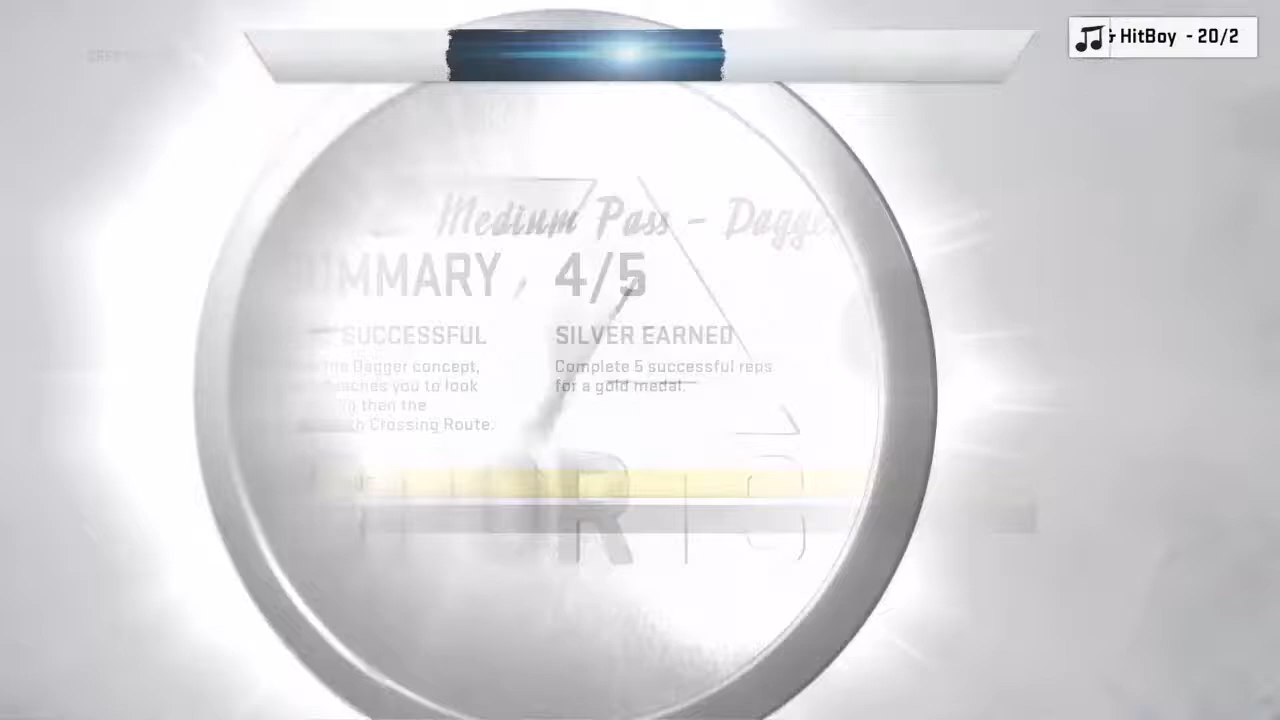 HitBoy - 20/2
Medium Pass - Dagger
SUMMARY 4/5
SUCCESSFUL
SILVER EARNED
the Dagger concept,
teaches you to look
then the
Crossing Route.
Complete 5 successful reps
for a gold medal.